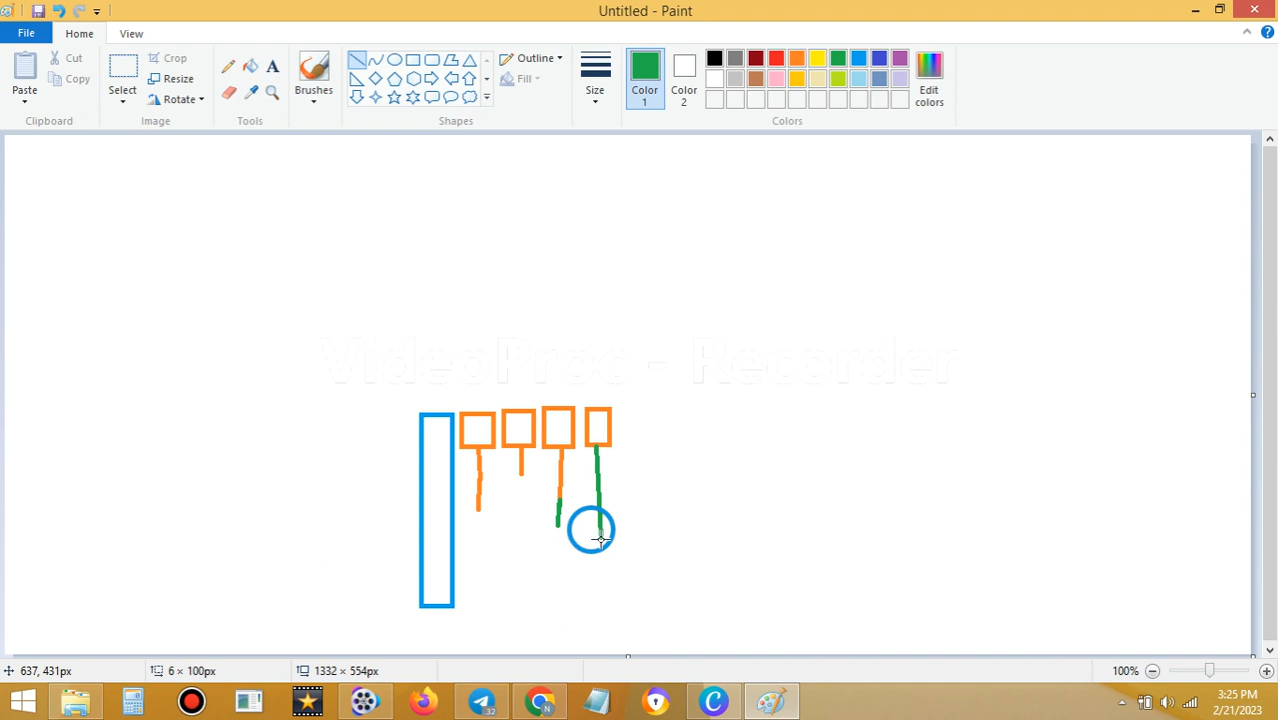 Untitled - Paint
File
Home
View
Paste
Cut
Copy
Clipboard
Select
Crop
Resize
Rotate
Image
A
Tools
Brushes
Shapes
Outline
Fill
Size
Color
1
Color
2
Edit
colors
Colors
VideoProc - Recorder
637, 431px
6 × 100px
1332 × 554px
100%
32
N
C
3:25 PM
2/21/2023